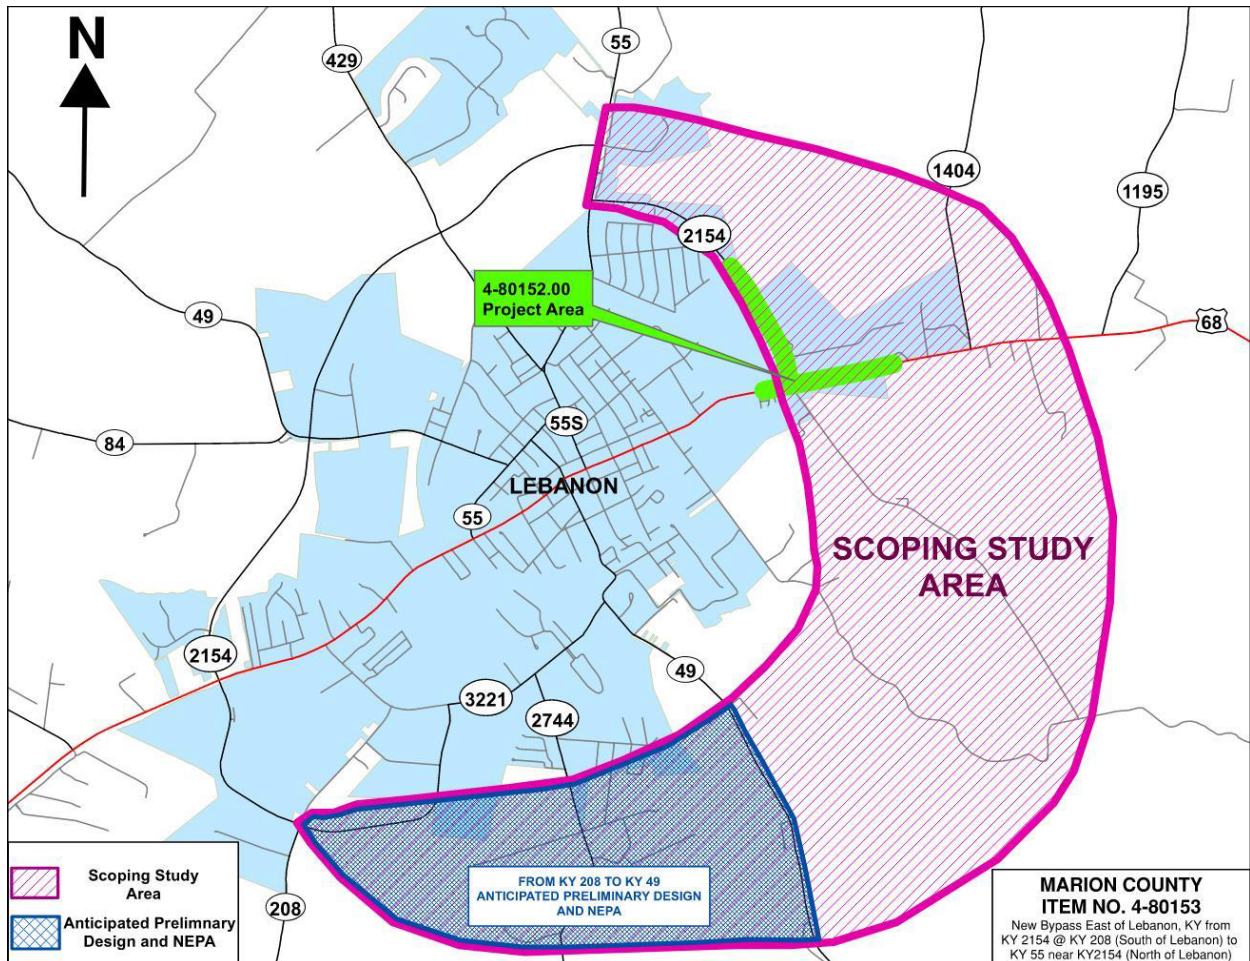 N
55
429
1404
1195
2154
4-80152.00
Project Area
49
68
55S
84
LEBANON
55
SCOPING STUDY
AREA
2154
49
3221
2744
FROM KY 208 TO KY 49
ANTICIPATED PRELIMINARY DESIGN
AND NEPA
208
Scoping Study
Area
Anticipated Prelimnary
Design and NEPA
MARION COUNTY
ITEM NO. 4-80153
New Bypass East of Lebanon, KY from
KY 2154 @ KY 208 (South of Lebanon) to
KY 55 near KY2154 (North of Lebanon)